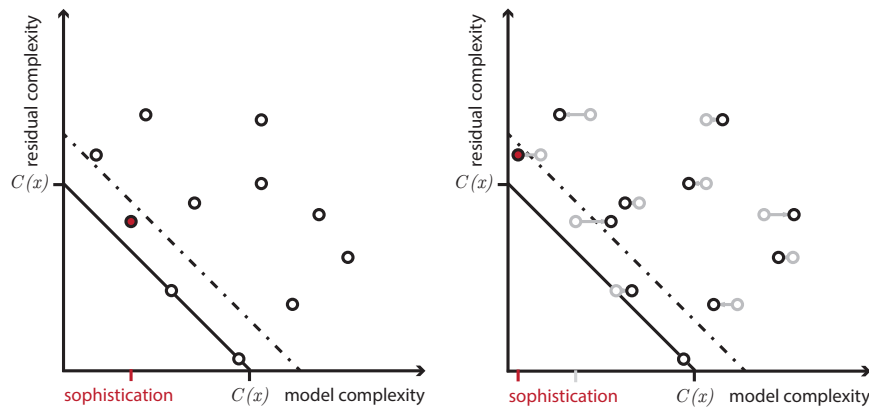 residual complexity
C(x)
sophistication
C(x)
model complexity
residual complexity
C(x)
sophistication
C(x)
model complexity